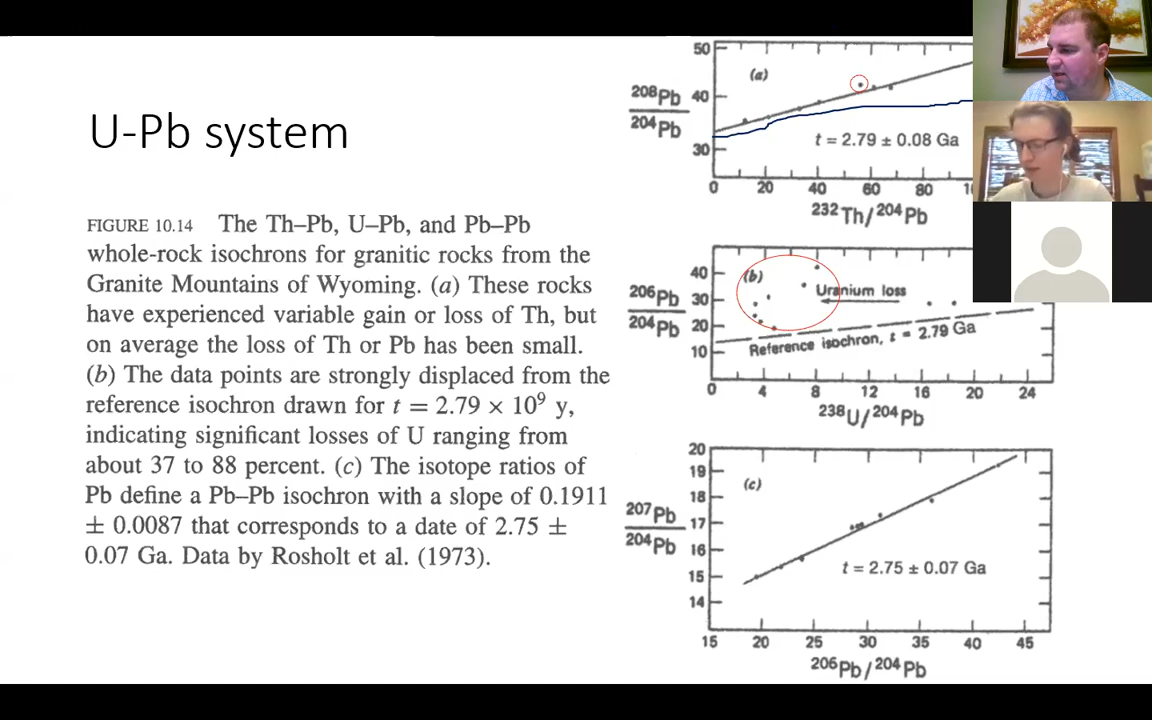 U-Pb system
FIGURE 10.14 The Th–Pb, U–Pb, and Pb–Pb
whole-rock isochrons for granitic rocks from the
Granite Mountains of Wyoming. (a) These rocks
have experienced variable gain or loss of Th, but
on average the loss of Th or Pb has been small.
(b) The data points are strongly displaced from the
reference isochron drawn for t = 2.79 × 10⁹ y,
indicating significant losses of U ranging from
about 37 to 88 percent. (c) The isotope ratios of
Pb define a Pb–Pb isochron with a slope of 0.1911
± 0.0087 that corresponds to a date of 2.75 ±
0.07 Ga. Data by Rosholt et al. (1973).
50
(a)
208Pb
204Pb
40
30
t = 2.79 ± 0.08 Ga
0 20 40 60 80
232Th/204Pb
(b)
206Pb
204Pb
40
30
20
10
Uranium loss
Reference isochron, t = 2.79 Ga
0 4 8 12 16 20 24
238U/204Pb
20
19
18
17
16
15
14
(c)
207Pb
204Pb
t = 2.75 ± 0.07 Ga
15 20 25 30 35 40 45
206Pb/204Pb